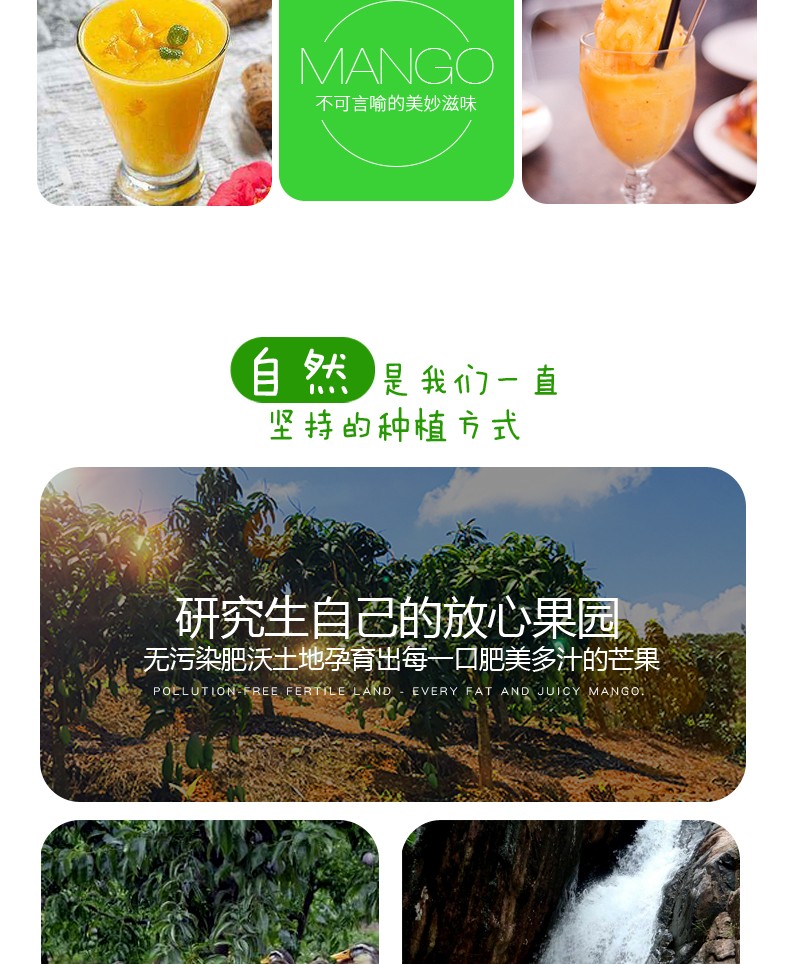 MANGO
不可言喻的美妙滋味
自然是我们一直
坚持的种植方式
研究生自己的放心果园
无污染肥沃土地孕育出每一口肥美多汁的芒果
POLLUTION-FREE FERTILE LAND - EVERY FAT AND JUICY MANGO.